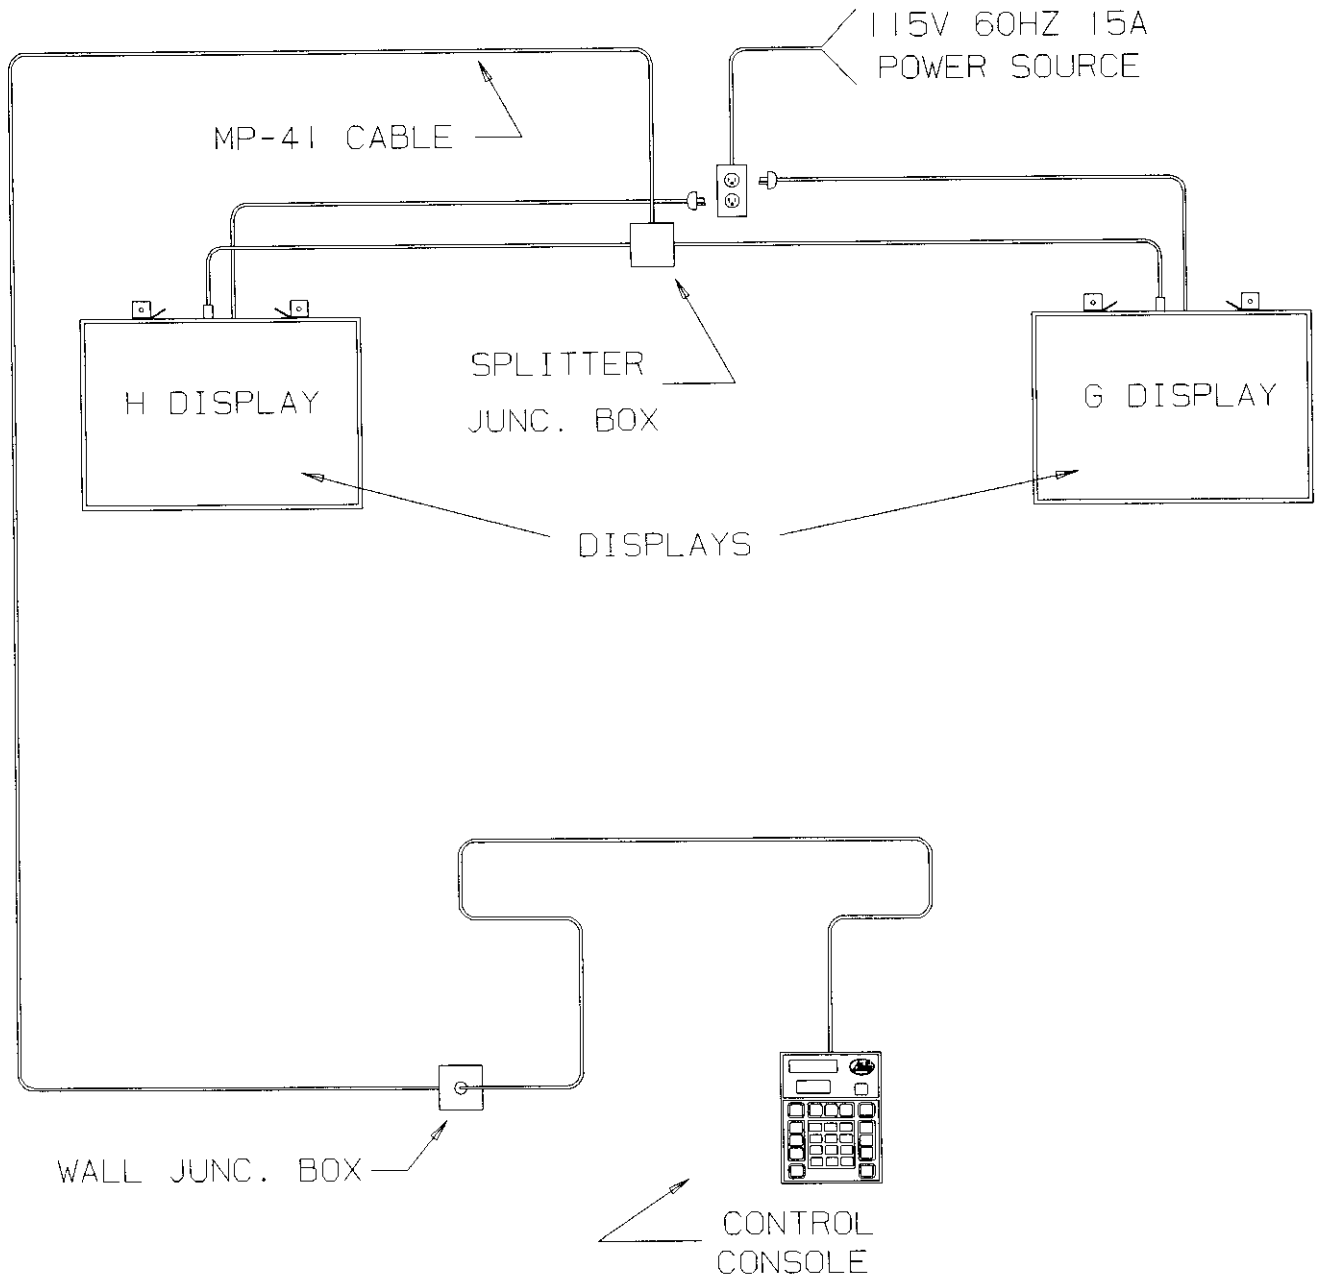 115V 60HZ 15A
POWER SOURCE
MP-41 CABLE
SPLITTER
JUNC. BOX
H DISPLAY
G DISPLAY
DISPLAYS
WALL JUNC. BOX
CONTROL
CONSOLE